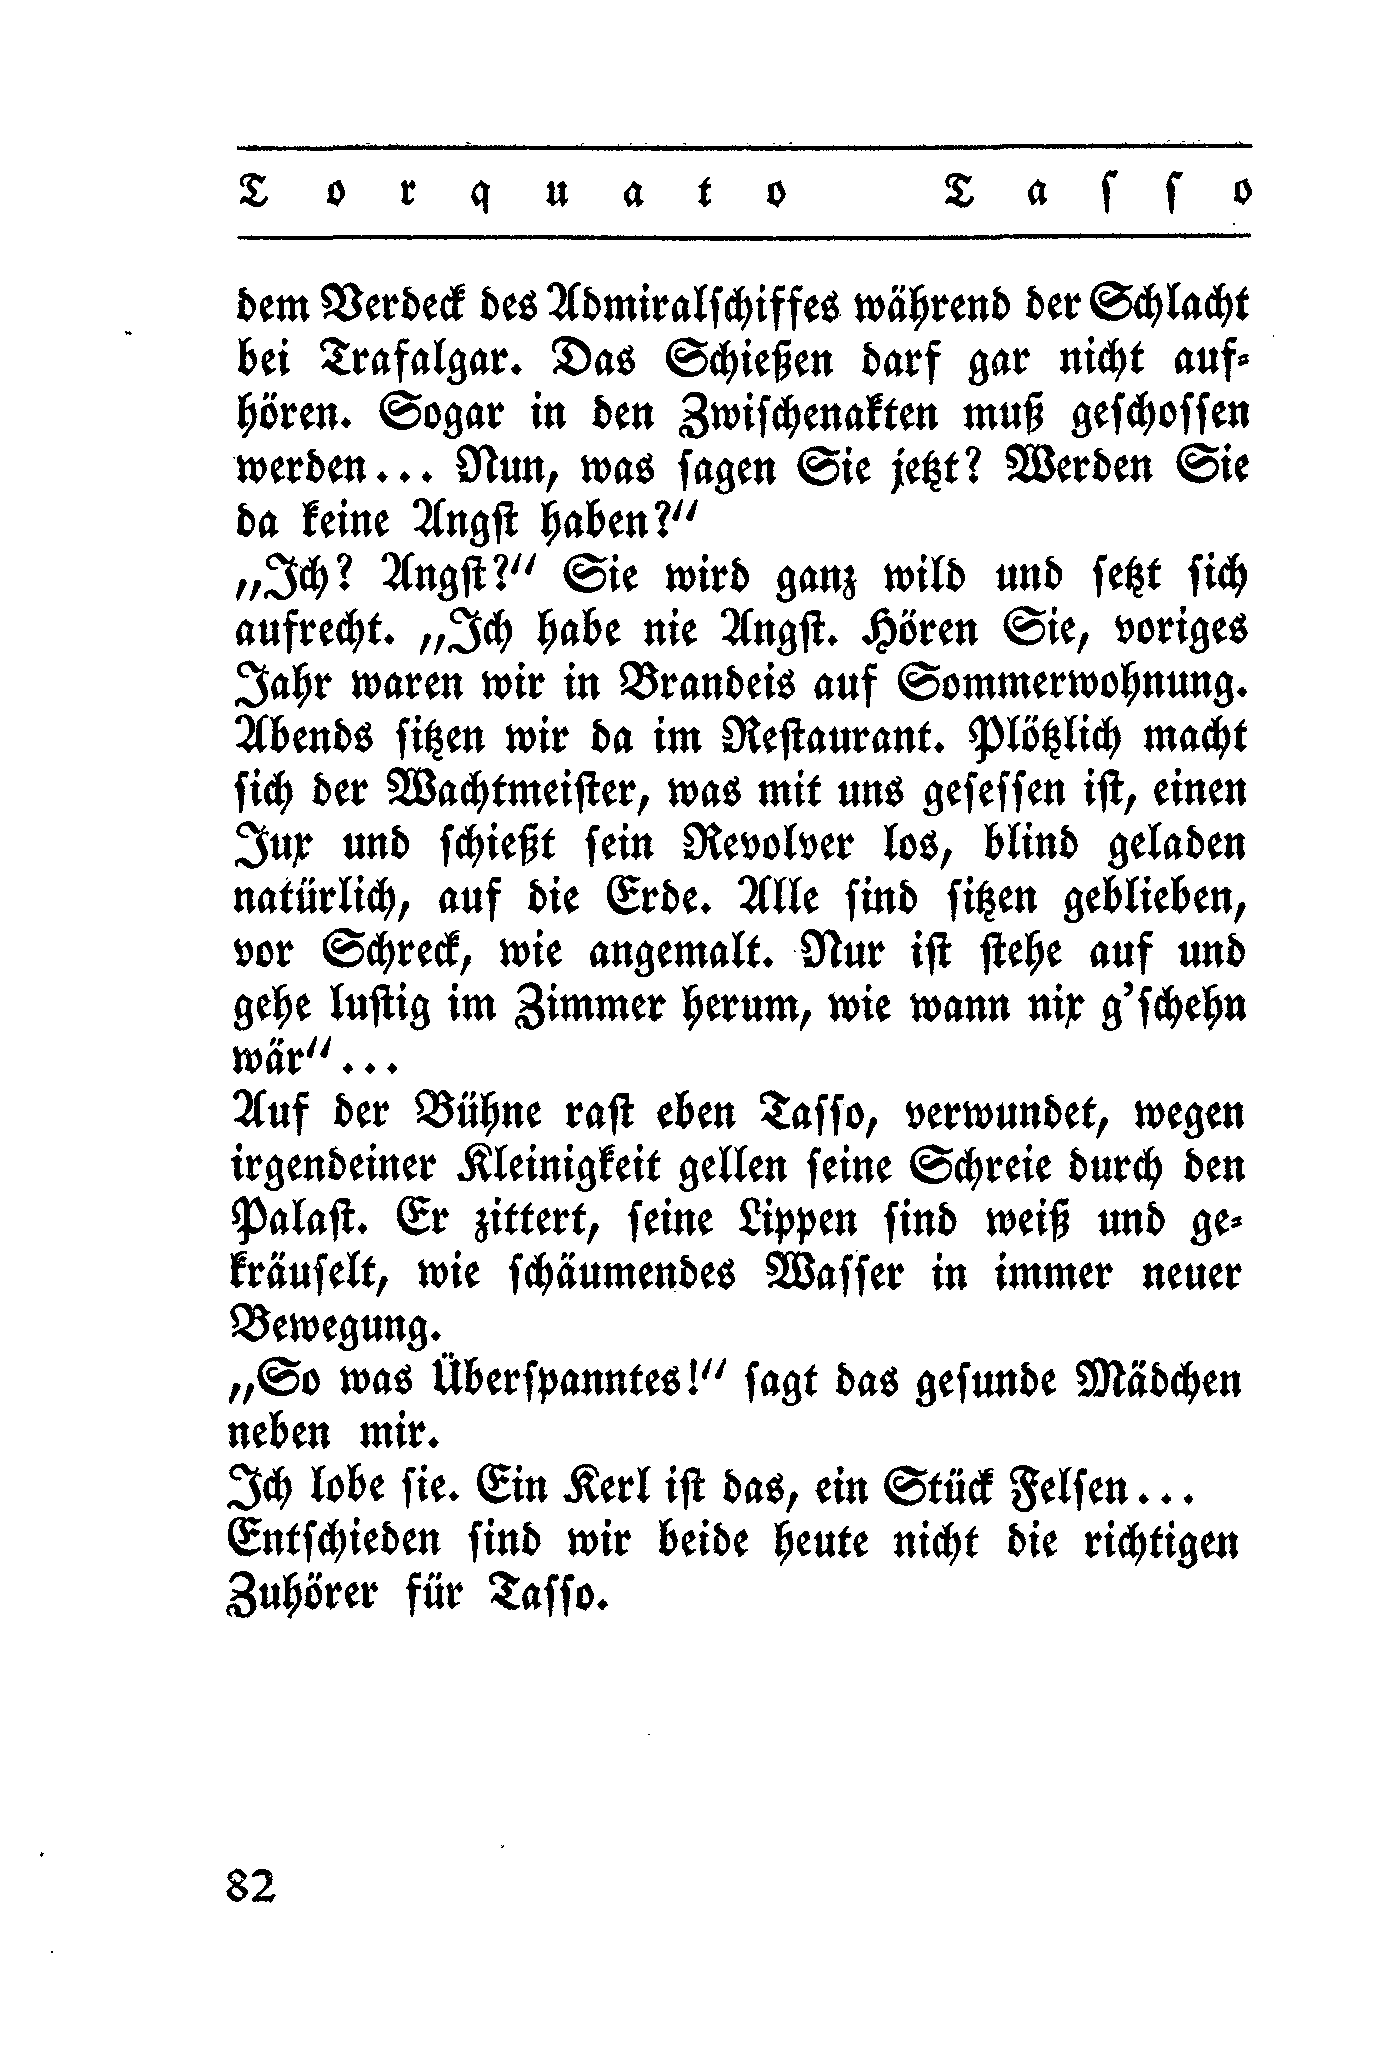 Torquato Tasso
dem Verdeck des Admiralschiffes während der Schlacht
bei Trafalgar. Das Schießen darf gar nicht auf-
hören. Sogar in den Zwischenakten muß geschossen
werden... Nun, was sagen Sie jetzt? Werden Sie
da keine Angst haben?“
„Ich? Angst?“ Sie wird ganz wild und setzt sich
aufrecht. „Ich habe nie Angst. Hören Sie, voriges
Jahr waren wir in Brandeis auf Sommerwohnung.
Abends sitzen wir da im Restaurant. Plötzlich macht
sich der Wachtmeister, was mit uns gesessen ist, einen
Jux und schießt sein Revolver los, blind geladen
natürlich, auf die Erde. Alle sind sitzen geblieben,
vor Schreck, wie angemalt. Nur ist stehe auf und
gehe lustig im Zimmer herum, wie wann nix g’schehn
wär“...
Auf der Bühne rast eben Tasso, verwundet, wegen
irgendeiner Kleinigkeit gellen seine Schreie durch den
Palast. Er zittert, seine Lippen sind weiß und ge-
kräuselt, wie schäumendes Wasser in immer neuer
Bewegung.
„So was Überspanntes!“ sagt das gesunde Mädchen
neben mir.
Ich lobe sie. Ein Kerl ist das, ein Stück Felsen...
Entschieden sind wir beide heute nicht die richtigen
Zuhörer für Tasso.
82